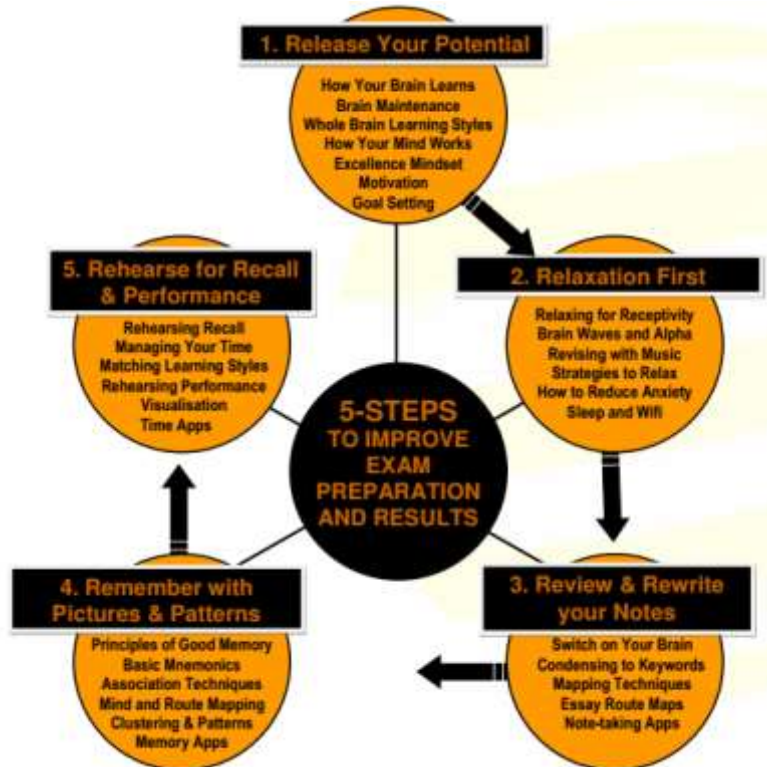 1. Release Your Potential
How Your Brain Learns
Brain Maintenance
Whole Brain Learning Styles
How Your Mind Works
Excellence Mindset
Motivation
Goal Setting
2. Relaxation First
Relaxing for Receptivity
Brain Waves and Alpha
Revising with Music
Strategies to Relax
How to Reduce Anxiety
Sleep and Wifi
3. Review & Rewrite
your Notes
Switch on Your Brain
Condensing to Keywords
Mapping Techniques
Essay Route Maps
Note-taking Apps
4. Remember with
Pictures & Patterns
Principles of Good Memory
Basic Mnemonics
Association Techniques
Mind and Route Mapping
Clustering & Patterns
Memory Apps
5. Rehearse for Recall
& Performance
Rehearsing Recall
Managing Your Time
Matching Learning Styles
Rehearsing Performance
Visualisation
Time Apps
5-STEPS
TO IMPROVE
EXAM
PREPARATION
AND RESULTS